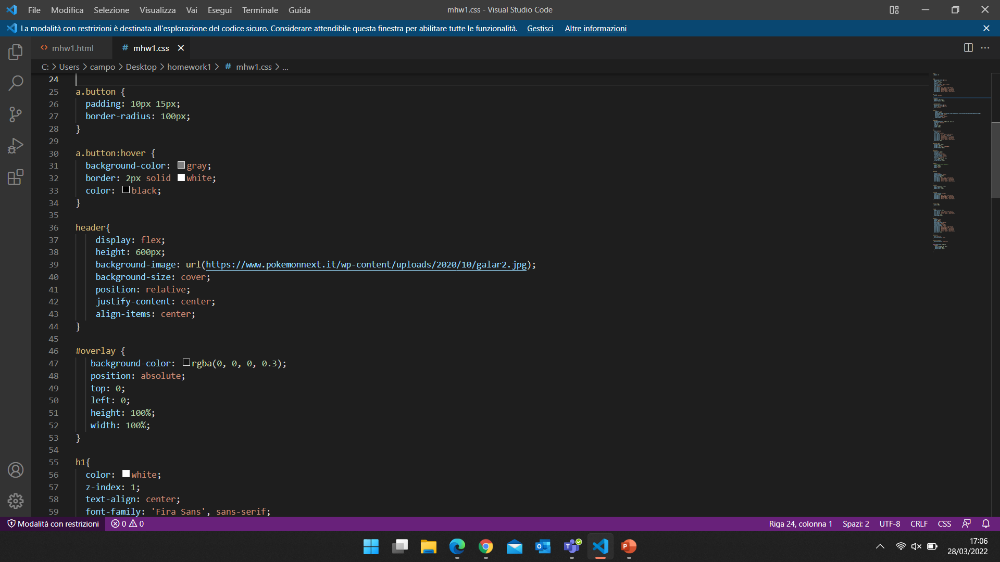 File Modifica Selezione Visualizza Vai Esegui Terminale Guida mhw1.css - Visual Studio Code
La modalità con restrizioni è destinata all'esplorazione del codice sicuro. Considerare attendibile questa finestra per abilitare tutte le funzionalità. Gestisci Altre informazioni
<> mhw1.html # mhw1.css
C: > Users > campo > Desktop > homework1 > # mhw1.css > ...
24
25 a.button {
26 padding: 10px 15px;
27 border-radius: 100px;
28 }
29
30 a.button:hover {
31 background-color: gray;
32 border: 2px solid white;
33 color: black;
34 }
35
36 header{
37 display: flex;
38 height: 600px;
39 background-image: url(https://www.pokemonnext.it/wp-content/uploads/2020/10/galar2.jpg);
40 background-size: cover;
41 position: relative;
42 justify-content: center;
43 align-items: center;
44 }
45
46 #overlay {
47 background-color: rgba(0, 0, 0, 0.3);
48 position: absolute;
49 top: 0;
50 left: 0;
51 height: 100%;
52 width: 100%;
53 }
54
55 h1{
56 color: white;
57 z-index: 1;
58 text-align: center;
59 font-family: 'Fira Sans', sans-serif;
Modalità con restrizioni 0 0 Riga 24, colonna 1 Spazi: 2 UTF-8 CRLF CSS
17:06
28/03/2022